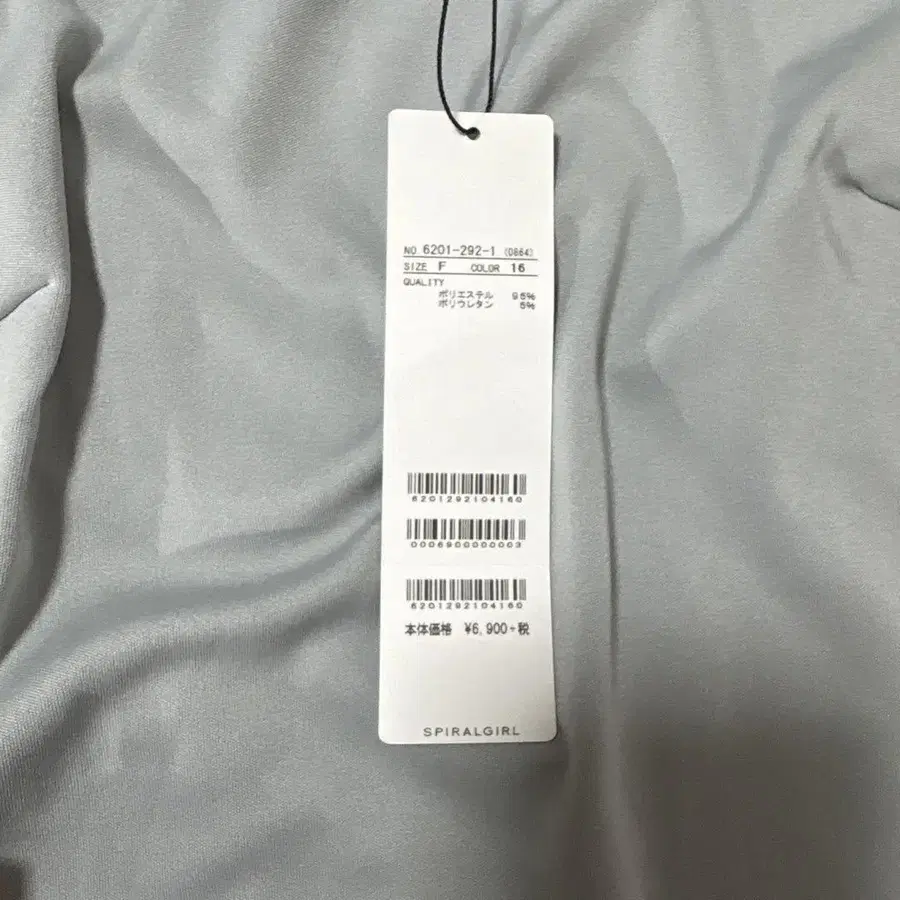 NO 6201-292-1 (0864)
SIZE F COLOR 16
QUALITY
ポリエステル 95%
ポリウレタン 5%
6201292104160
0006900000003
6201292104160
本体価格 ¥6,900+税
SPIRALGIRL